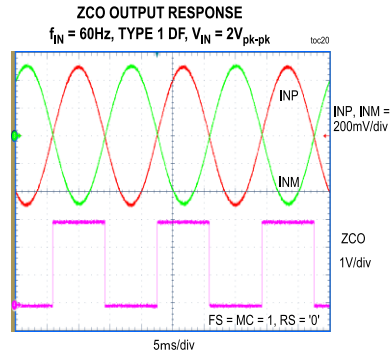 ZCO OUTPUT RESPONSE
fIN = 60Hz, TYPE 1 DF, VIN = 2Vpk-pk
toc20
INP
INP, INM =
200mV/div
INM
ZCO
1V/div
FS = MC = 1, RS = '0'
5ms/div